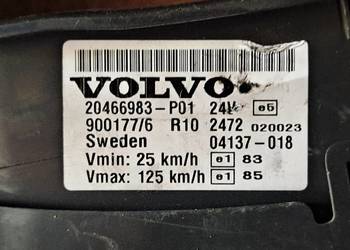 VOLVO
20466983-P01 24V e5
900177/6 R10 2472 020023
Sweden 04137-018
Vmin: 25 km/h e1 83
Vmax: 125 km/h e1 85